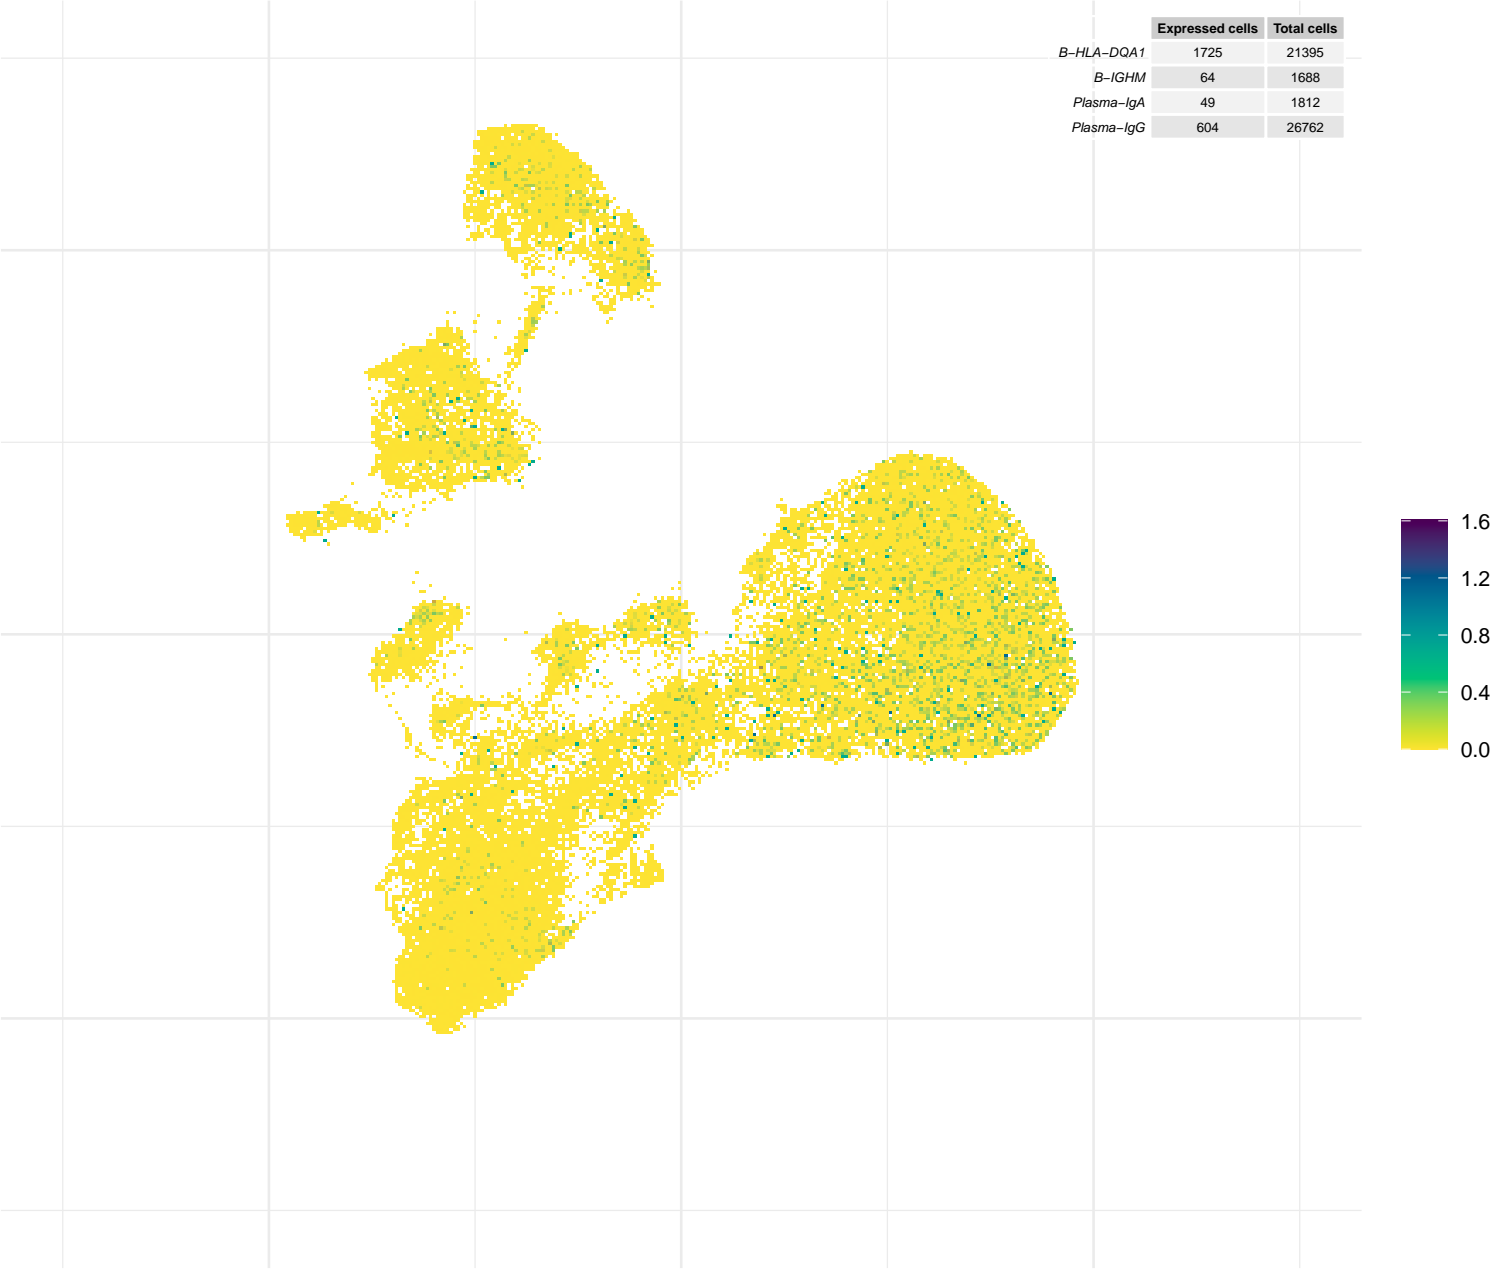 Expressed cells Total cells
B−HLA−DQA1 1725 21395
B−IGHM 64 1688
Plasma−IgA 49 1812
Plasma−IgG 604 26762
1.6
1.2
0.8
0.4
0.0